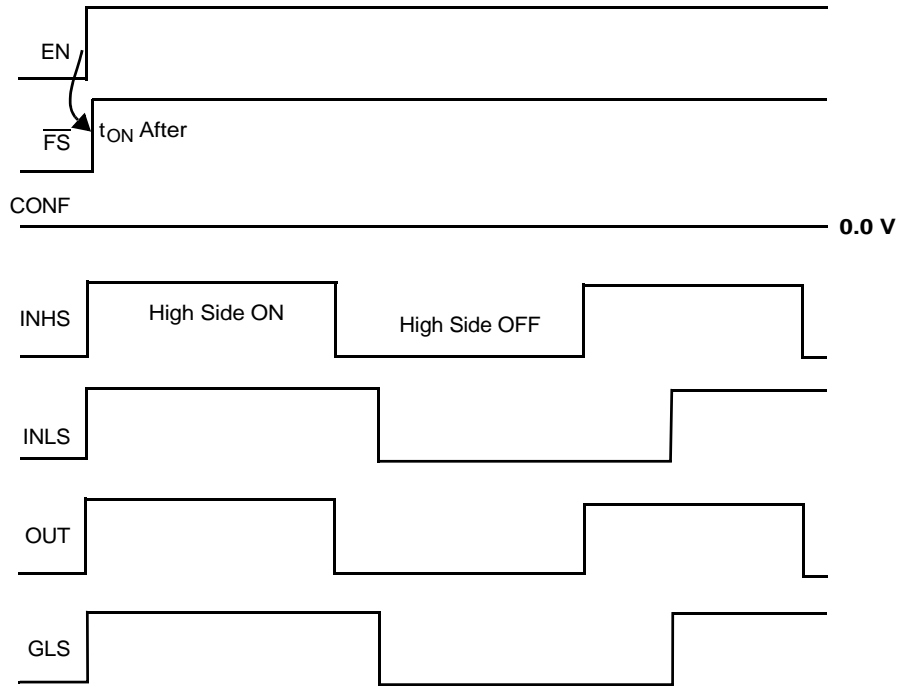 EN
FS
tON After
CONF
0.0 V
INHS
High Side ON
High Side OFF
INLS
OUT
GLS